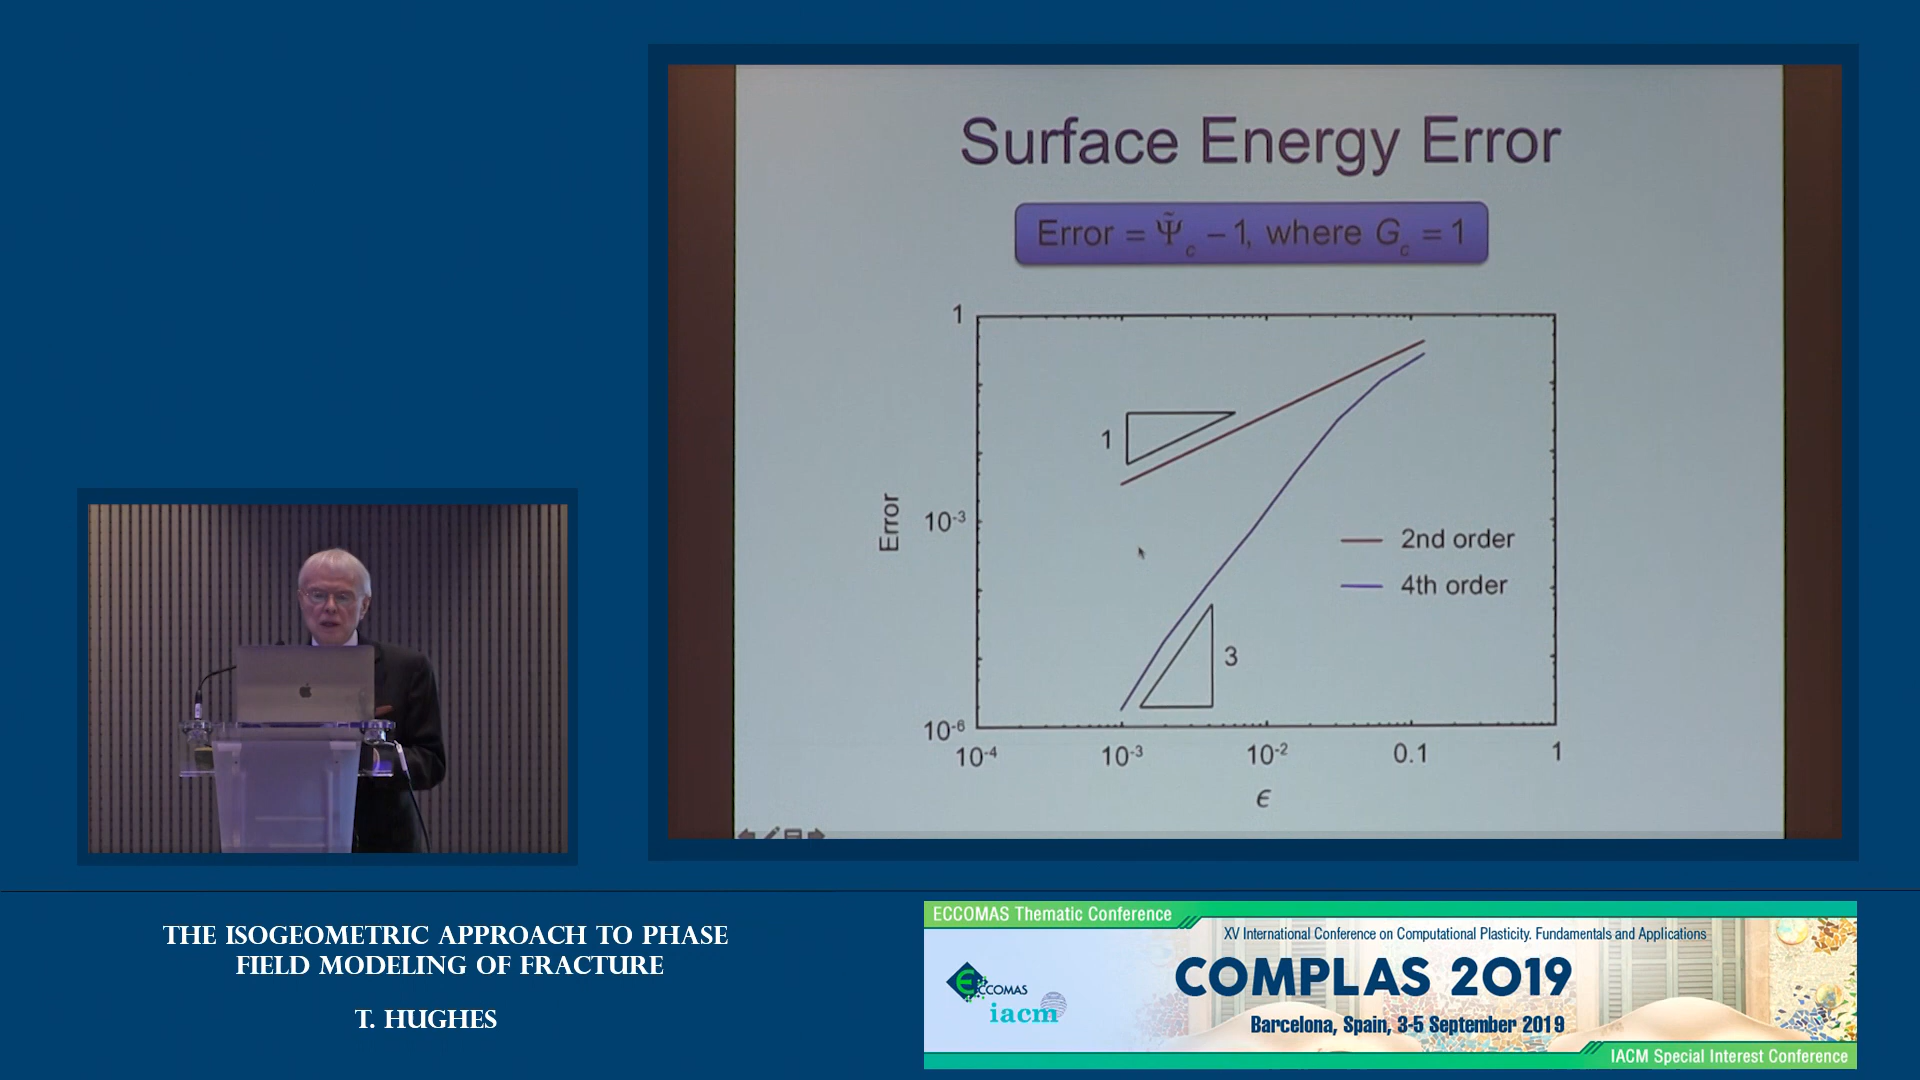 Surface Energy Error
Error = Ψ̃c − 1, where Gc = 1
1
10-3
10-6
Error
1
3
2nd order
4th order
10-4
10-3
10-2
0.1
1
ϵ
THE ISOGEOMETRIC APPROACH TO PHASE
FIELD MODELING OF FRACTURE
T. HUGHES
ECCOMAS Thematic Conference
XV International Conference on Computational Plasticity. Fundamentals and Applications
COMPLAS 2019
ECCOMAS
iacm
Barcelona, Spain, 3-5 September 2019
IACM Special Interest Conference